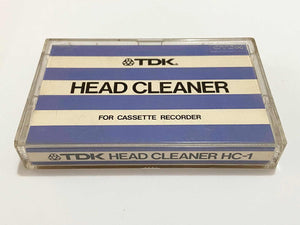 TDK.
HEAD CLEANER
FOR CASSETTE RECORDER
TDK HEAD CLEANER HC-1